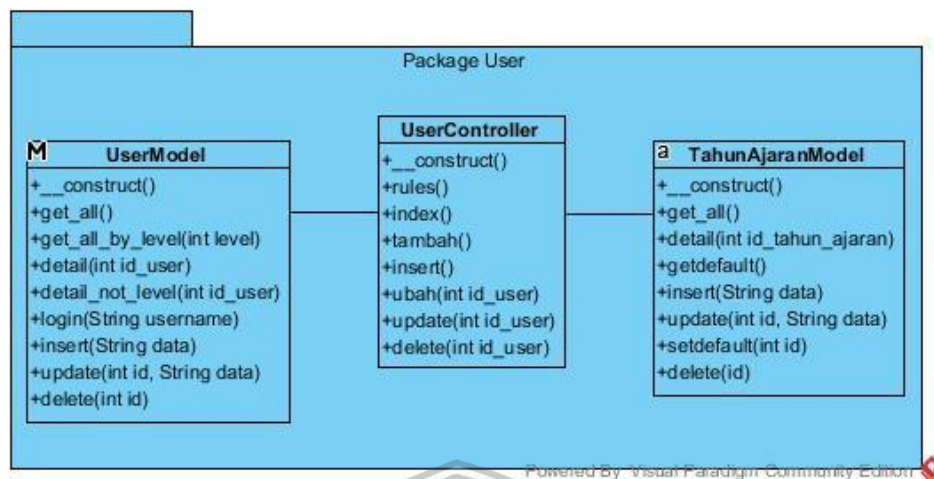 Package User
M
UserModel
+__construct()
+get_all()
+get_all_by_level(int level)
+detail(int id_user)
+detail_not_level(int id_user)
+login(String username)
+insert(String data)
+update(int id, String data)
+delete(int id)
UserController
+__construct()
+rules()
+index()
+tambah()
+insert()
+ubah(int id_user)
+update(int id_user)
+delete(int id_user)
a
TahunAjaranModel
+__construct()
+get_all()
+detail(int id_tahun_ajaran)
+getdefault()
+insert(String data)
+update(int id, String data)
+setdefault(int id)
+delete(id)
Powered By Visual Paradigm Community Edition